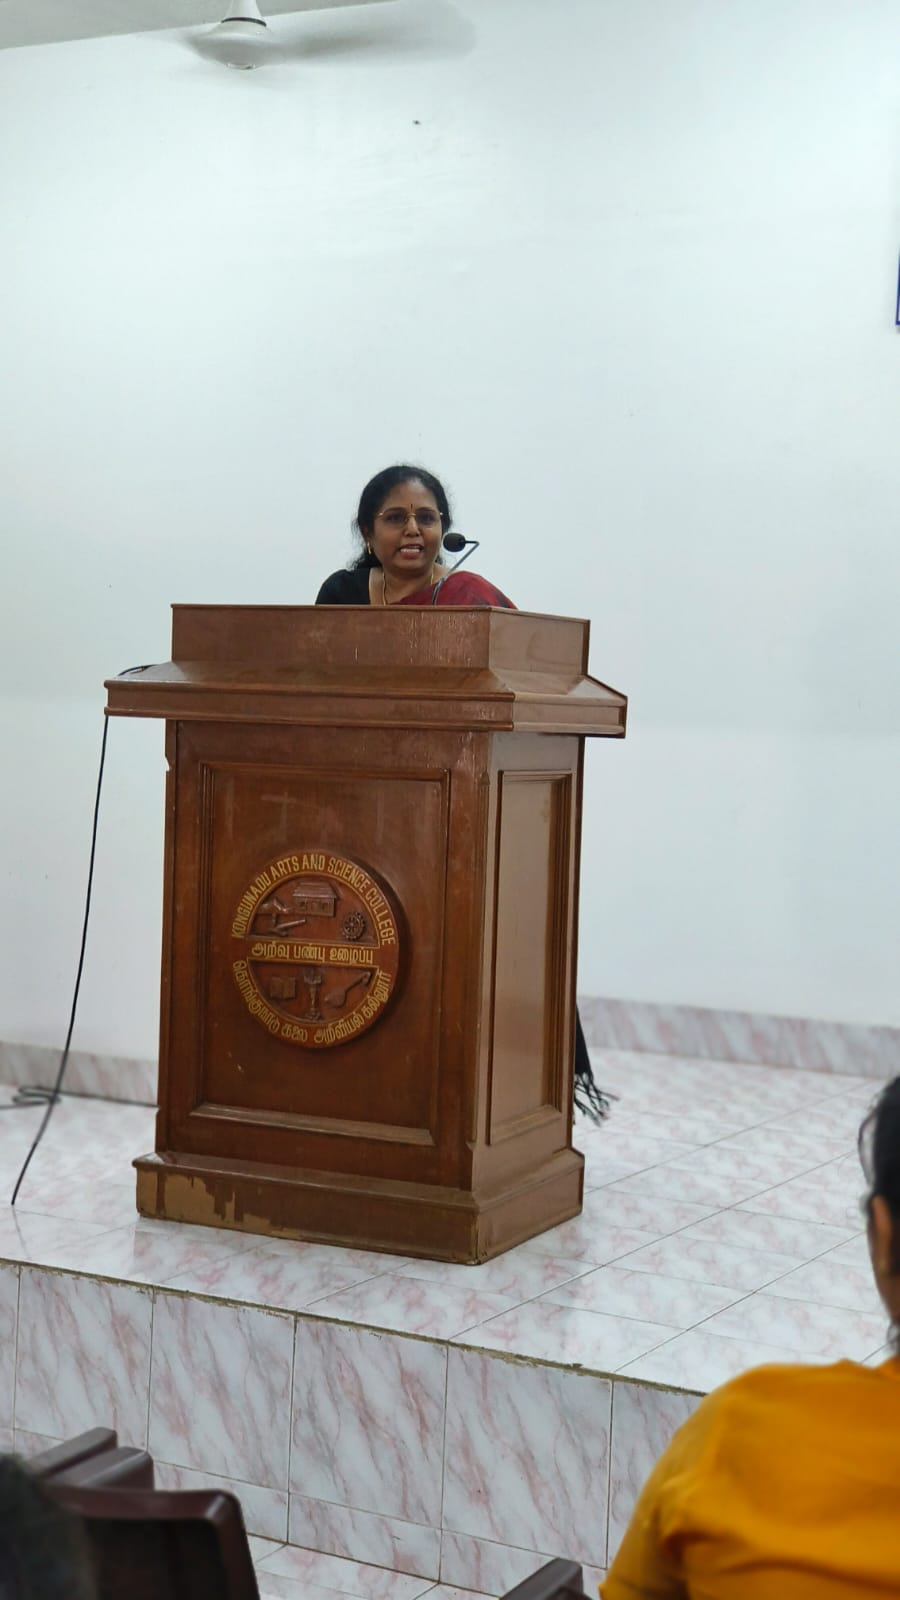 KONGUNADU ARTS AND SCIENCE COLLEGE
அறிவு பண்பு உழைப்பு
கொங்குநாடு கலை அறிவியல் கல்லூரி